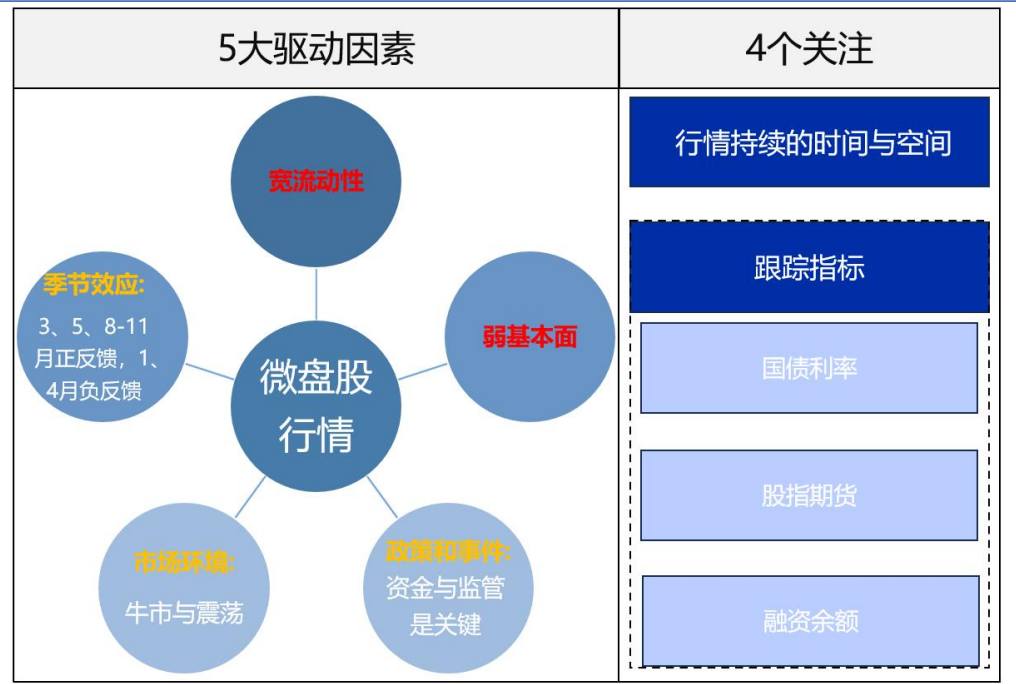 5大驱动因素
4个关注
宽流动性
季节效应:
3、5、8-11
月正反馈，1、
4月负反馈
弱基本面
微盘股
行情
市场环境:
牛市与震荡
政策和事件:
资金与监管
是关键
行情持续的时间与空间
跟踪指标
国债利率
股指期货
融资余额